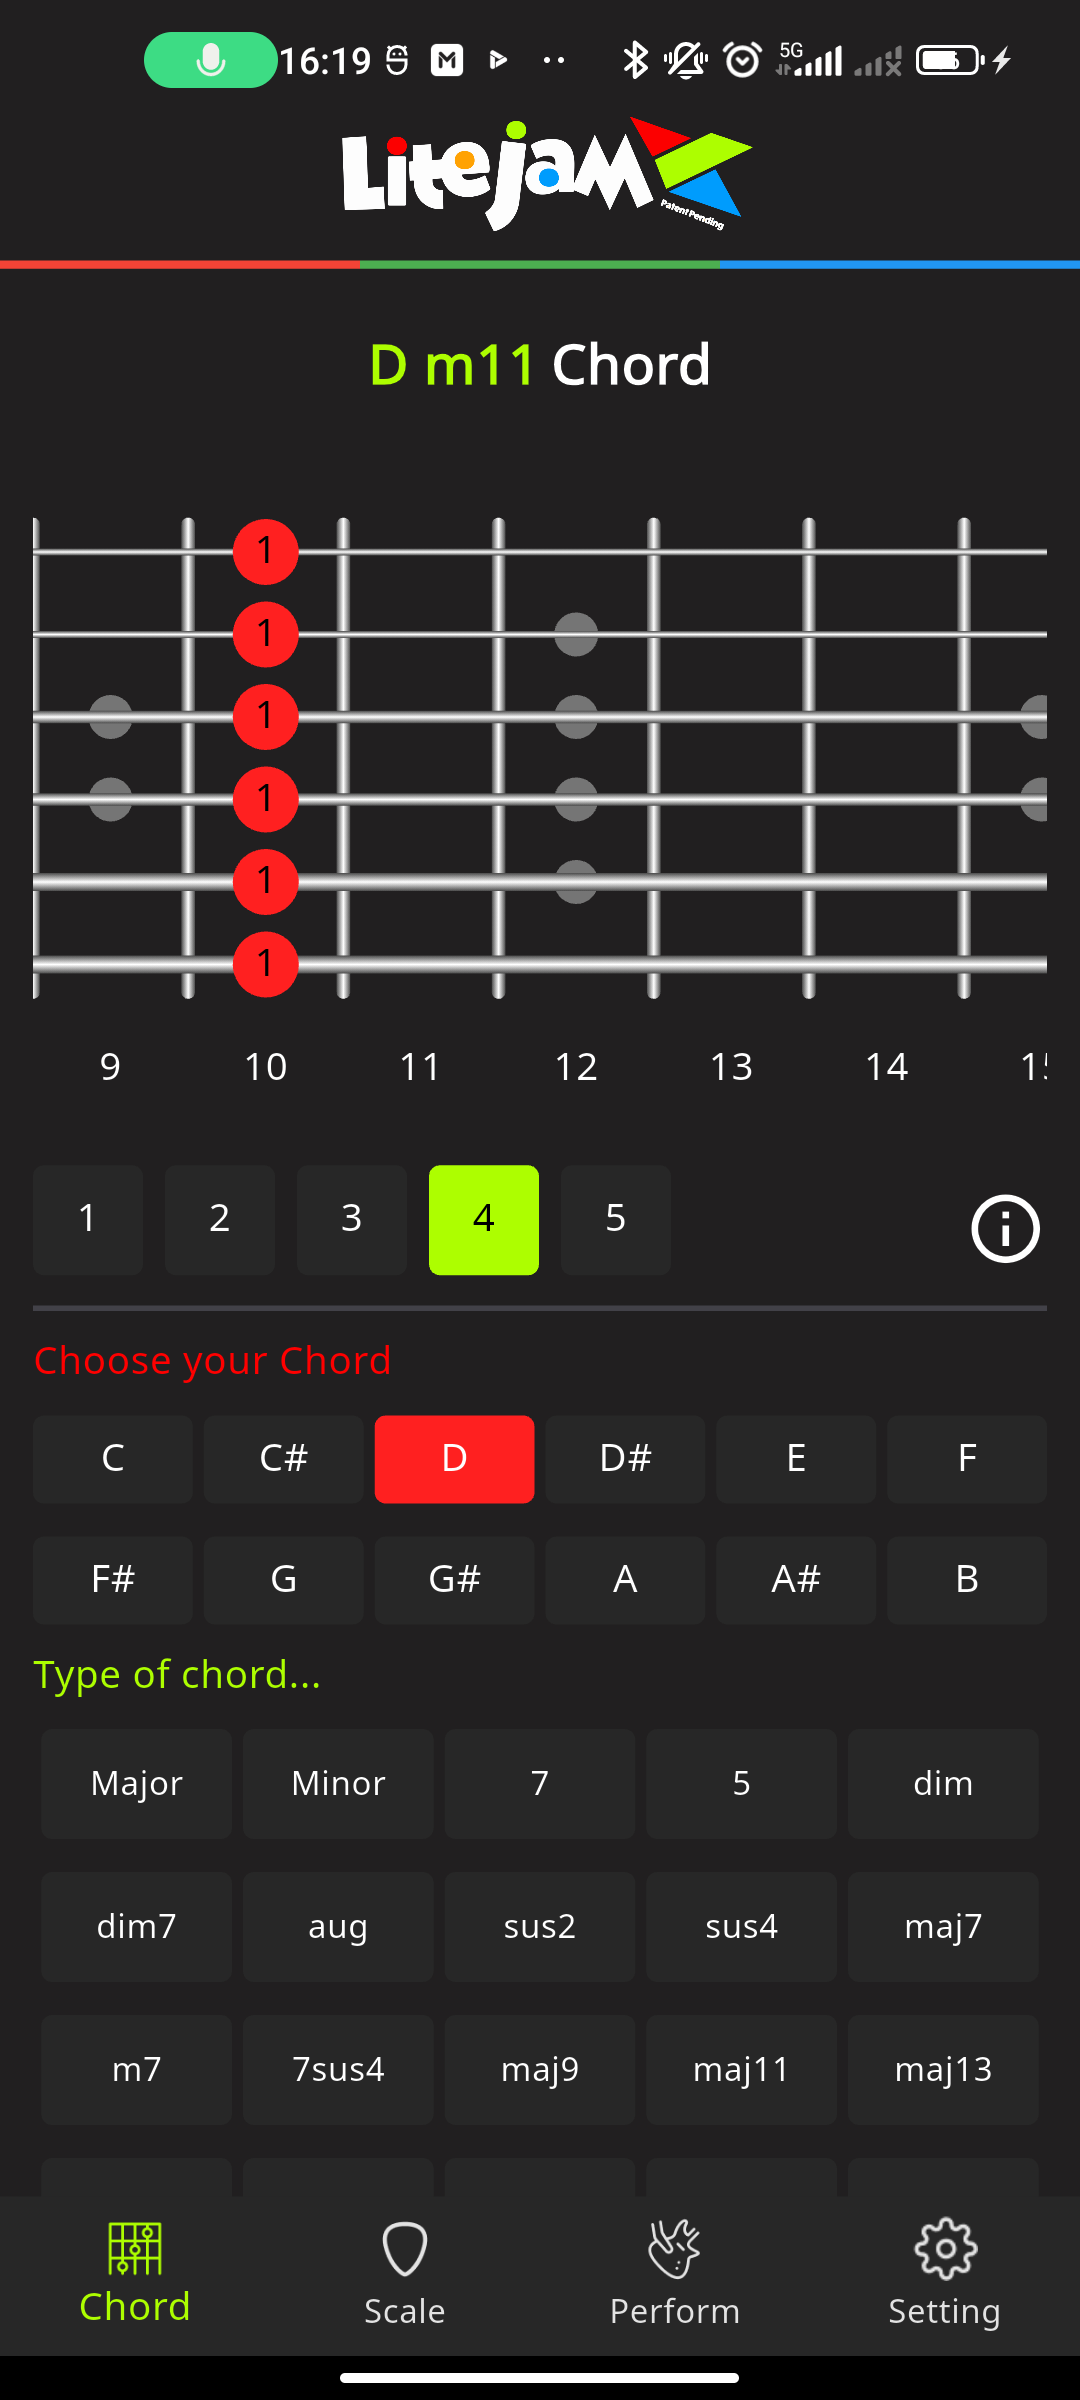 16:19
5G
Litejam
Patent Pending
D m11 Chord
1
1
1
1
1
1
9 10 11 12 13 14
1 2 3 4 5
Choose your Chord
C C# D D# E F
F# G G# A A# B
Type of chord...
Major Minor 7 5 dim
dim7 aug sus2 sus4 maj7
m7 7sus4 maj9 maj11 maj13
Chord Scale Perform Setting